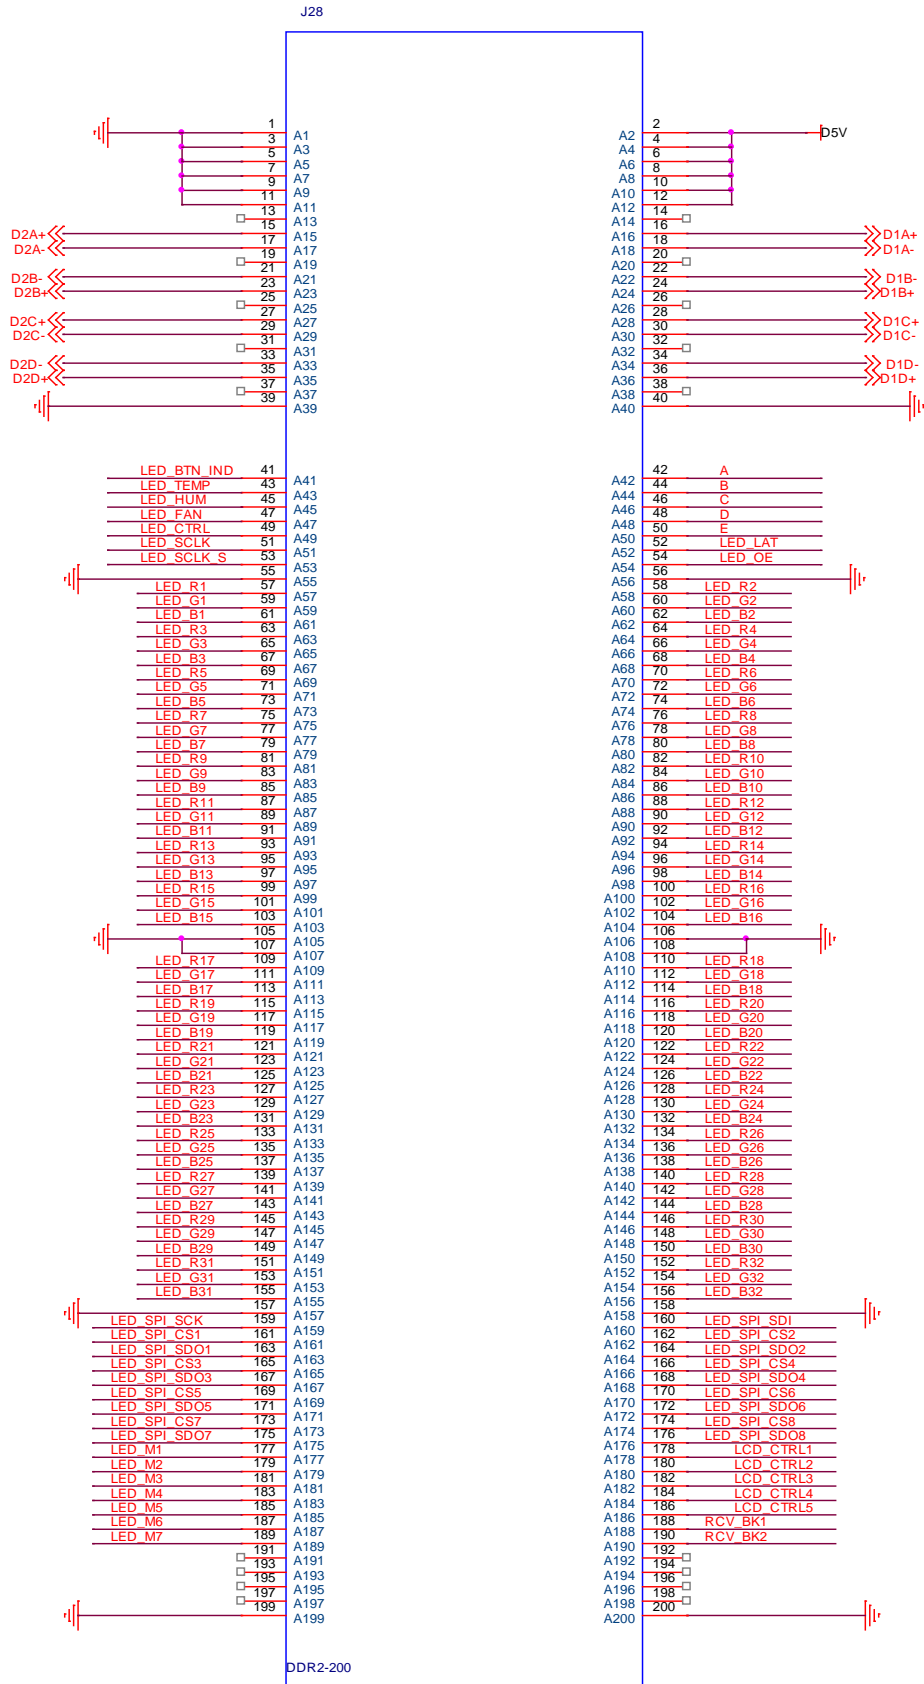 J28
1 A1 A2 2 D5V
3 A3 A4 4
5 A5 A6 6
7 A7 A8 8
9 A9 A10 10
11 A11 A12 12
13 A13 A14 14
D2A+ 15 A15 A16 16 D1A+
D2A- 17 A17 A18 18 D1A-
19 A19 A20 20
D2B- 21 A21 A22 22 D1B-
D2B+ 23 A23 A24 24 D1B+
25 A25 A26 26
D2C+ 27 A27 A28 28 D1C+
D2C- 29 A29 A30 30 D1C-
31 A31 A32 32
D2D- 33 A33 A34 34 D1D-
D2D+ 35 A35 A36 36 D1D+
37 A37 A38 38
39 A39 A40 40
LED_BTN_IND 41 A41 A42 42 A
LED_TEMP 43 A43 A44 44 B
LED_HUM 45 A45 A46 46 C
LED_FAN 47 A47 A48 48 D
LED_CTRL 49 A49 A50 50 E
LED_SCLK 51 A51 A52 52 LED_LAT
LED_SCLK_S 53 A53 A54 54 LED_OE
55 A55 A56 56
LED_R1 57 A57 A58 58 LED_R2
LED_G1 59 A59 A60 60 LED_G2
LED_B1 61 A61 A62 62 LED_B2
LED_R3 63 A63 A64 64 LED_R4
LED_G3 65 A65 A66 66 LED_G4
LED_B3 67 A67 A68 68 LED_B4
LED_R5 69 A69 A70 70 LED_R6
LED_G5 71 A71 A72 72 LED_G6
LED_B5 73 A73 A74 74 LED_B6
LED_R7 75 A75 A76 76 LED_R8
LED_G7 77 A77 A78 78 LED_G8
LED_B7 79 A79 A80 80 LED_B8
LED_R9 81 A81 A82 82 LED_R10
LED_G9 83 A83 A84 84 LED_G10
LED_B9 85 A85 A86 86 LED_B10
LED_R11 87 A87 A88 88 LED_R12
LED_G11 89 A89 A90 90 LED_G12
LED_B11 91 A91 A92 92 LED_B12
LED_R13 93 A93 A94 94 LED_R14
LED_G13 95 A95 A96 96 LED_G14
LED_B13 97 A97 A98 98 LED_B14
LED_R15 99 A99 A100 100 LED_R16
LED_G15 101 A101 A102 102 LED_G16
LED_B15 103 A103 A104 104 LED_B16
105 A105 A106 106
107 A107 A108 108
LED_R17 109 A109 A110 110 LED_R18
LED_G17 111 A111 A112 112 LED_G18
LED_B17 113 A113 A114 114 LED_B18
LED_R19 115 A115 A116 116 LED_R20
LED_G19 117 A117 A118 118 LED_G20
LED_B19 119 A119 A120 120 LED_B20
LED_R21 121 A121 A122 122 LED_R22
LED_G21 123 A123 A124 124 LED_G22
LED_B21 125 A125 A126 126 LED_B22
LED_R23 127 A127 A128 128 LED_R24
LED_G23 129 A129 A130 130 LED_G24
LED_B23 131 A131 A132 132 LED_B24
LED_R25 133 A133 A134 134 LED_R26
LED_G25 135 A135 A136 136 LED_G26
LED_B25 137 A137 A138 138 LED_B26
LED_R27 139 A139 A140 140 LED_R28
LED_G27 141 A141 A142 142 LED_G28
LED_B27 143 A143 A144 144 LED_B28
LED_R29 145 A145 A146 146 LED_R30
LED_G29 147 A147 A148 148 LED_G30
LED_B29 149 A149 A150 150 LED_B30
LED_R31 151 A151 A152 152 LED_R32
LED_G31 153 A153 A154 154 LED_G32
LED_B31 155 A155 A156 156 LED_B32
157 A157 A158 158
LED_SPI_SCK 159 A159 A160 160 LED_SPI_SDI
LED_SPI_CS1 161 A161 A162 162 LED_SPI_CS2
LED_SPI_SDO1 163 A163 A164 164 LED_SPI_SDO2
LED_SPI_CS3 165 A165 A166 166 LED_SPI_CS4
LED_SPI_SDO3 167 A167 A168 168 LED_SPI_SDO4
LED_SPI_CS5 169 A169 A170 170 LED_SPI_CS6
LED_SPI_SDO5 171 A171 A172 172 LED_SPI_SDO6
LED_SPI_CS7 173 A173 A174 174 LED_SPI_CS8
LED_SPI_SDO7 175 A175 A176 176 LED_SPI_SDO8
LED_M1 177 A177 A178 178 LCD_CTRL1
LED_M2 179 A179 A180 180 LCD_CTRL2
LED_M3 181 A181 A182 182 LCD_CTRL3
LED_M4 183 A183 A184 184 LCD_CTRL4
LED_M5 185 A185 A186 186 LCD_CTRL5
LED_M6 187 A187 A188 188 RCV_BK1
LED_M7 189 A189 A190 190 RCV_BK2
191 A191 A192 192
193 A193 A194 194
195 A195 A196 196
197 A197 A198 198
199 A199 A200 200
DDR2-200